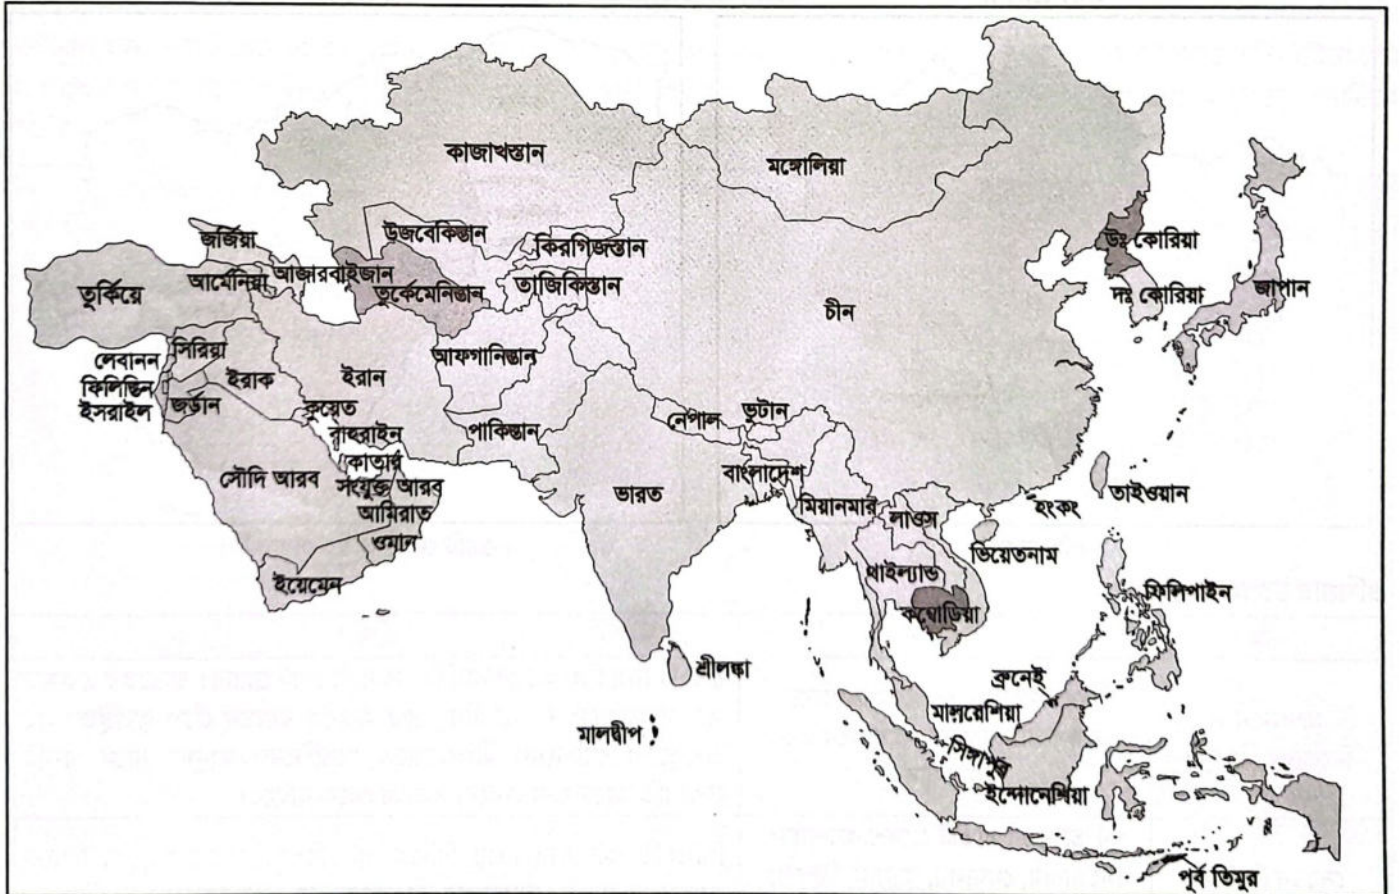 কাজাখস্তান
মঙ্গোলিয়া
জর্জিয়া
উজবেকিস্তান
কিরগিজস্তান
উঃ কোরিয়া
আর্মেনিয়া
আজারবাইজান
তুর্কিয়ে
তুর্কেমেনিস্তান
তাজিকিস্তান
দঃ কোরিয়া
জাপান
চীন
সিরিয়া
লেবানন
আফগানিস্তান
ফিলিস্তিন
ইরাক
ইরান
ইসরাইল
জর্ডান
কুয়েত
নেপাল
ভুটান
বাহরাইন
পাকিস্তান
কাতার
সৌদি আরব
সংযুক্ত আরব
আমিরাত
বাংলাদেশ
ভারত
তাইওয়ান
মিয়ানমার
হংকং
লাওস
ওমান
ভিয়েতনাম
থাইল্যান্ড
ইয়েমেন
ফিলিপাইন
কম্বোডিয়া
শ্রীলঙ্কা
ব্রুনেই
মালয়েশিয়া
মালদ্বীপ
সিঙ্গাপুর
ইন্দোনেশিয়া
পূর্ব তিমুর